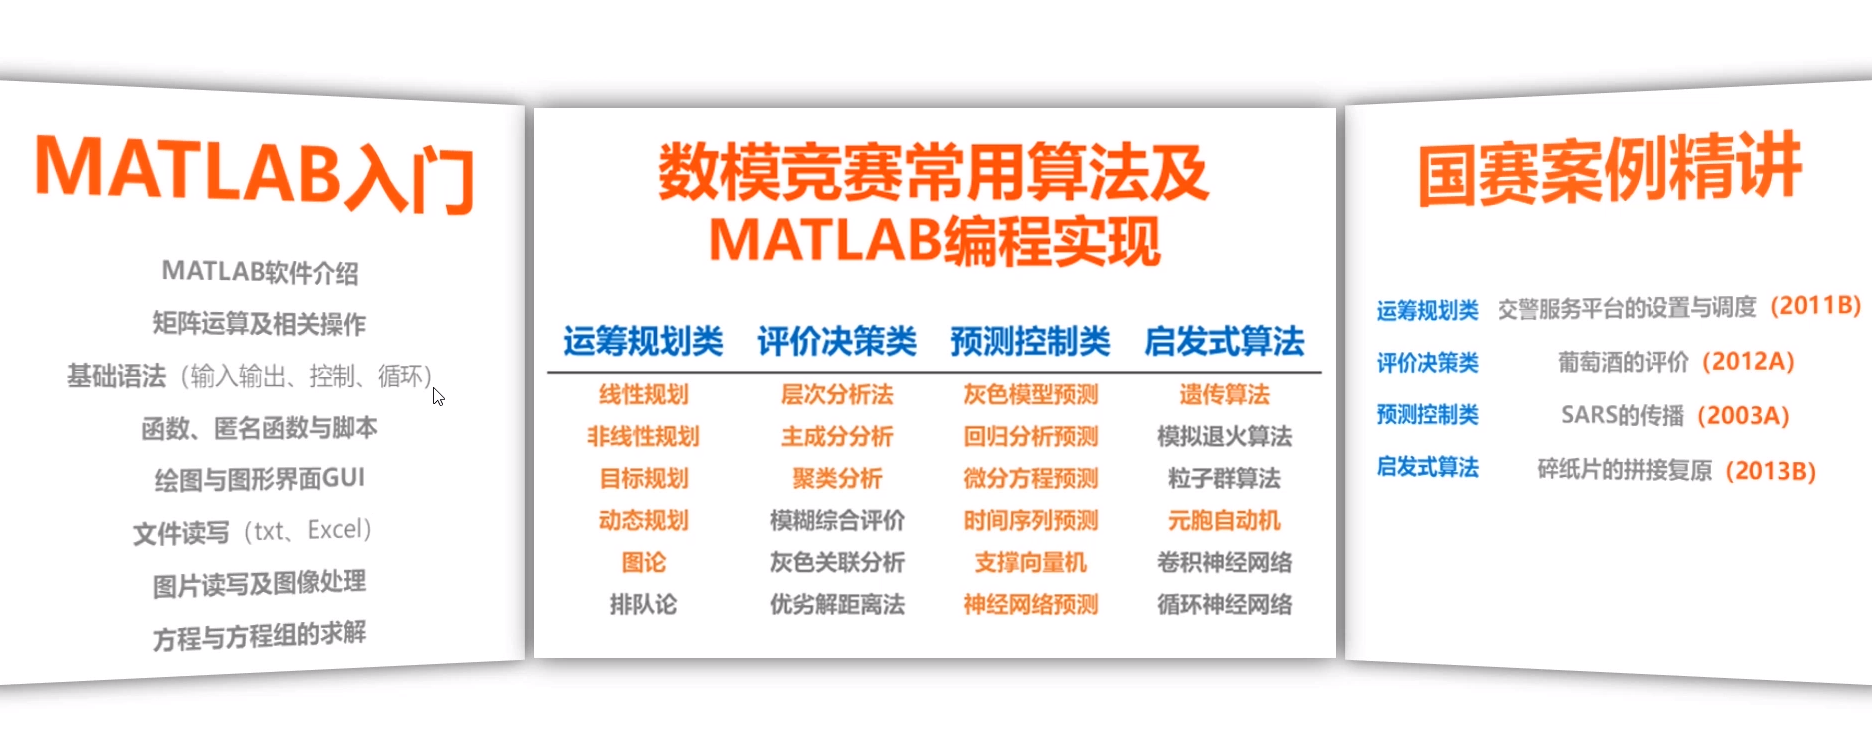 MATLAB入门
MATLAB软件介绍
矩阵运算及相关操作
基础语法（输入输出、控制、循环）
函数、匿名函数与脚本
绘图与图形界面GUI
文件读写（txt、Excel）
图片读写及图像处理
方程与方程组的求解
数模竞赛常用算法及
MATLAB编程实现
运筹规划类 评价决策类 预测控制类 启发式算法
线性规划 层次分析法 灰色模型预测 遗传算法
非线性规划 主成分分析 回归分析预测 模拟退火算法
目标规划 聚类分析 微分方程预测 粒子群算法
动态规划 模糊综合评价 时间序列预测 元胞自动机
图论 灰色关联分析 支撑向量机 卷积神经网络
排队论 优劣解距离法 神经网络预测 循环神经网络
国赛案例精讲
运筹规划类 交警服务平台的设置与调度（2011B）
评价决策类 葡萄酒的评价（2012A）
预测控制类 SARS的传播（2003A）
启发式算法 碎纸片的拼接复原（2013B）